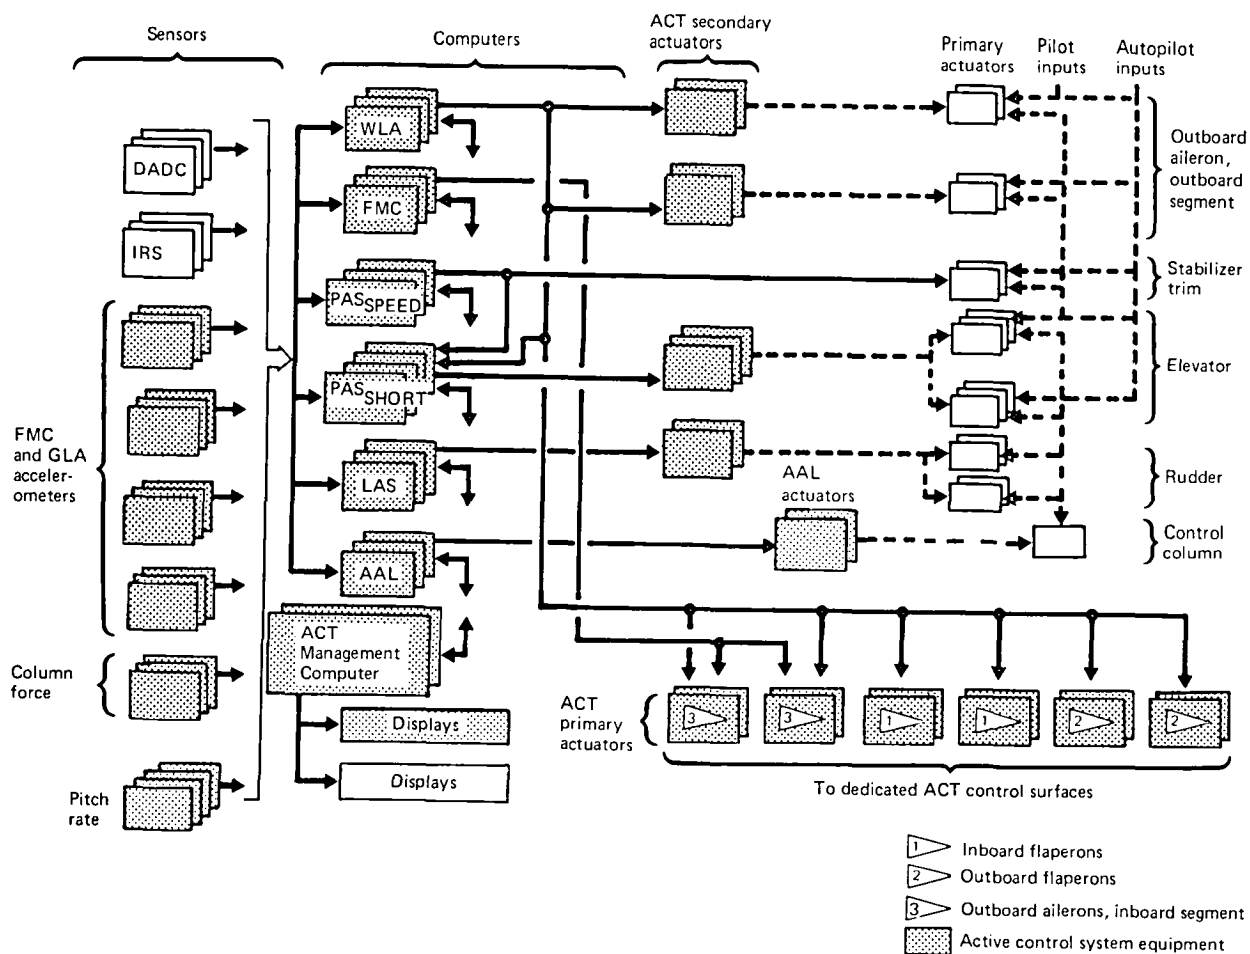 Sensors
Computers
ACT secondary
actuators
Primary
actuators
Pilot
inputs
Autopilot
inputs
DADC
IRS
FMC
and GLA
acceler-
ometers
Column
force
Pitch
rate
WLA
FMC
PAS SPEED
PAS SHORT
LAS
AAL
ACT
Management
Computer
Displays
Displays
AAL
actuators
Outboard
aileron,
outboard
segment
Stabilizer
trim
Elevator
Rudder
Control
column
ACT
primary
actuators
3
3
1
1
2
2
To dedicated ACT control surfaces
1 Inboard flaperons
2 Outboard flaperons
3 Outboard ailerons, inboard segment
Active control system equipment